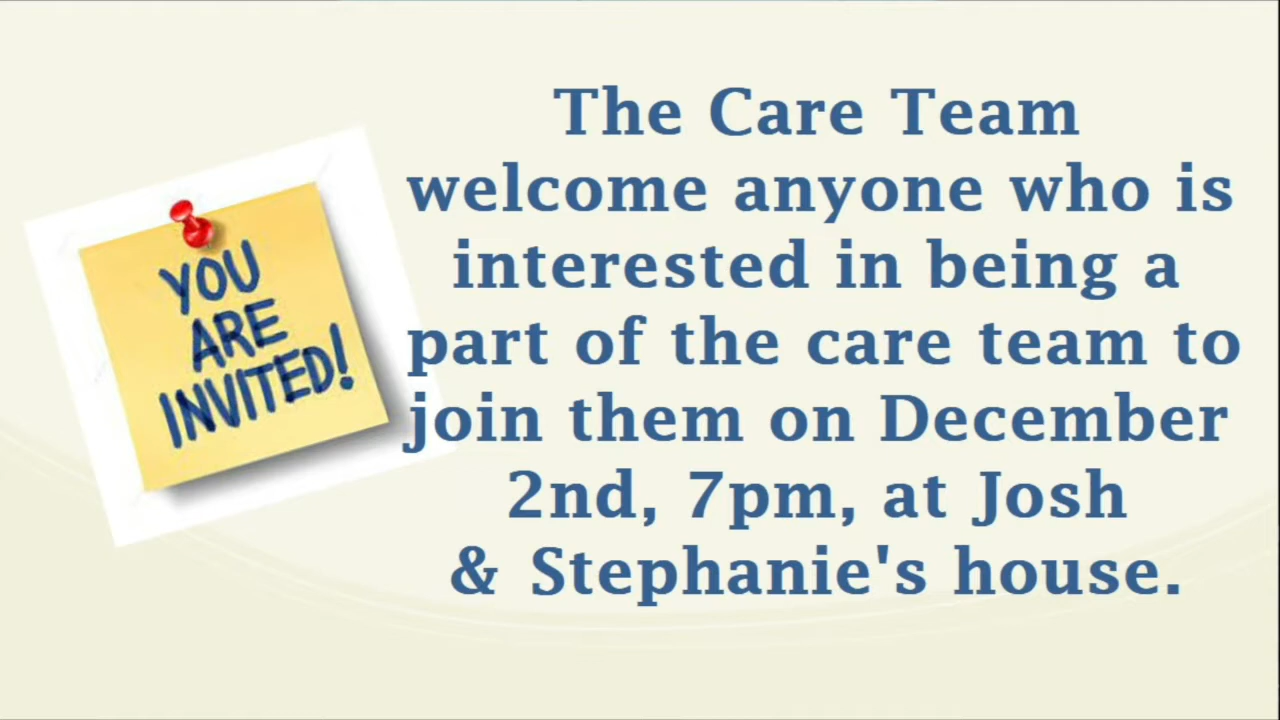 YOU
ARE
INVITED!
The Care Team
welcome anyone who is
interested in being a
part of the care team to
join them on December
2nd, 7pm, at Josh
& Stephanie's house.